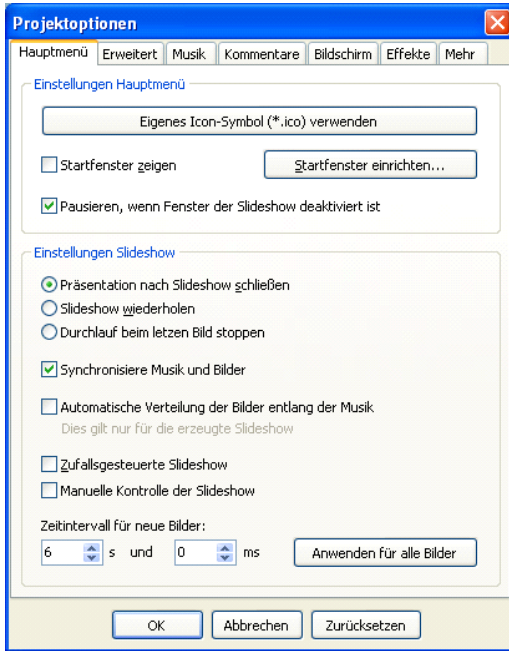 Projektoptionen
Hauptmenü Erweitert Musik Kommentare Bildschirm Effekte Mehr
Einstellungen Hauptmenü
Eigenes Icon-Symbol (*.ico) verwenden
Startfenster zeigen
Startfenster einrichten...
Pausieren, wenn Fenster der Slideshow deaktiviert ist
Einstellungen Slideshow
Präsentation nach Slideshow schließen
Slideshow wiederholen
Durchlauf beim letzen Bild stoppen
Synchronisiere Musik und Bilder
Automatische Verteilung der Bilder entlang der Musik
Dies gilt nur für die erzeugte Slideshow
Zufallsgesteuerte Slideshow
Manuelle Kontrolle der Slideshow
Zeitintervall für neue Bilder:
6 s und 0 ms
Anwenden für alle Bilder
OK Abbrechen Zurücksetzen